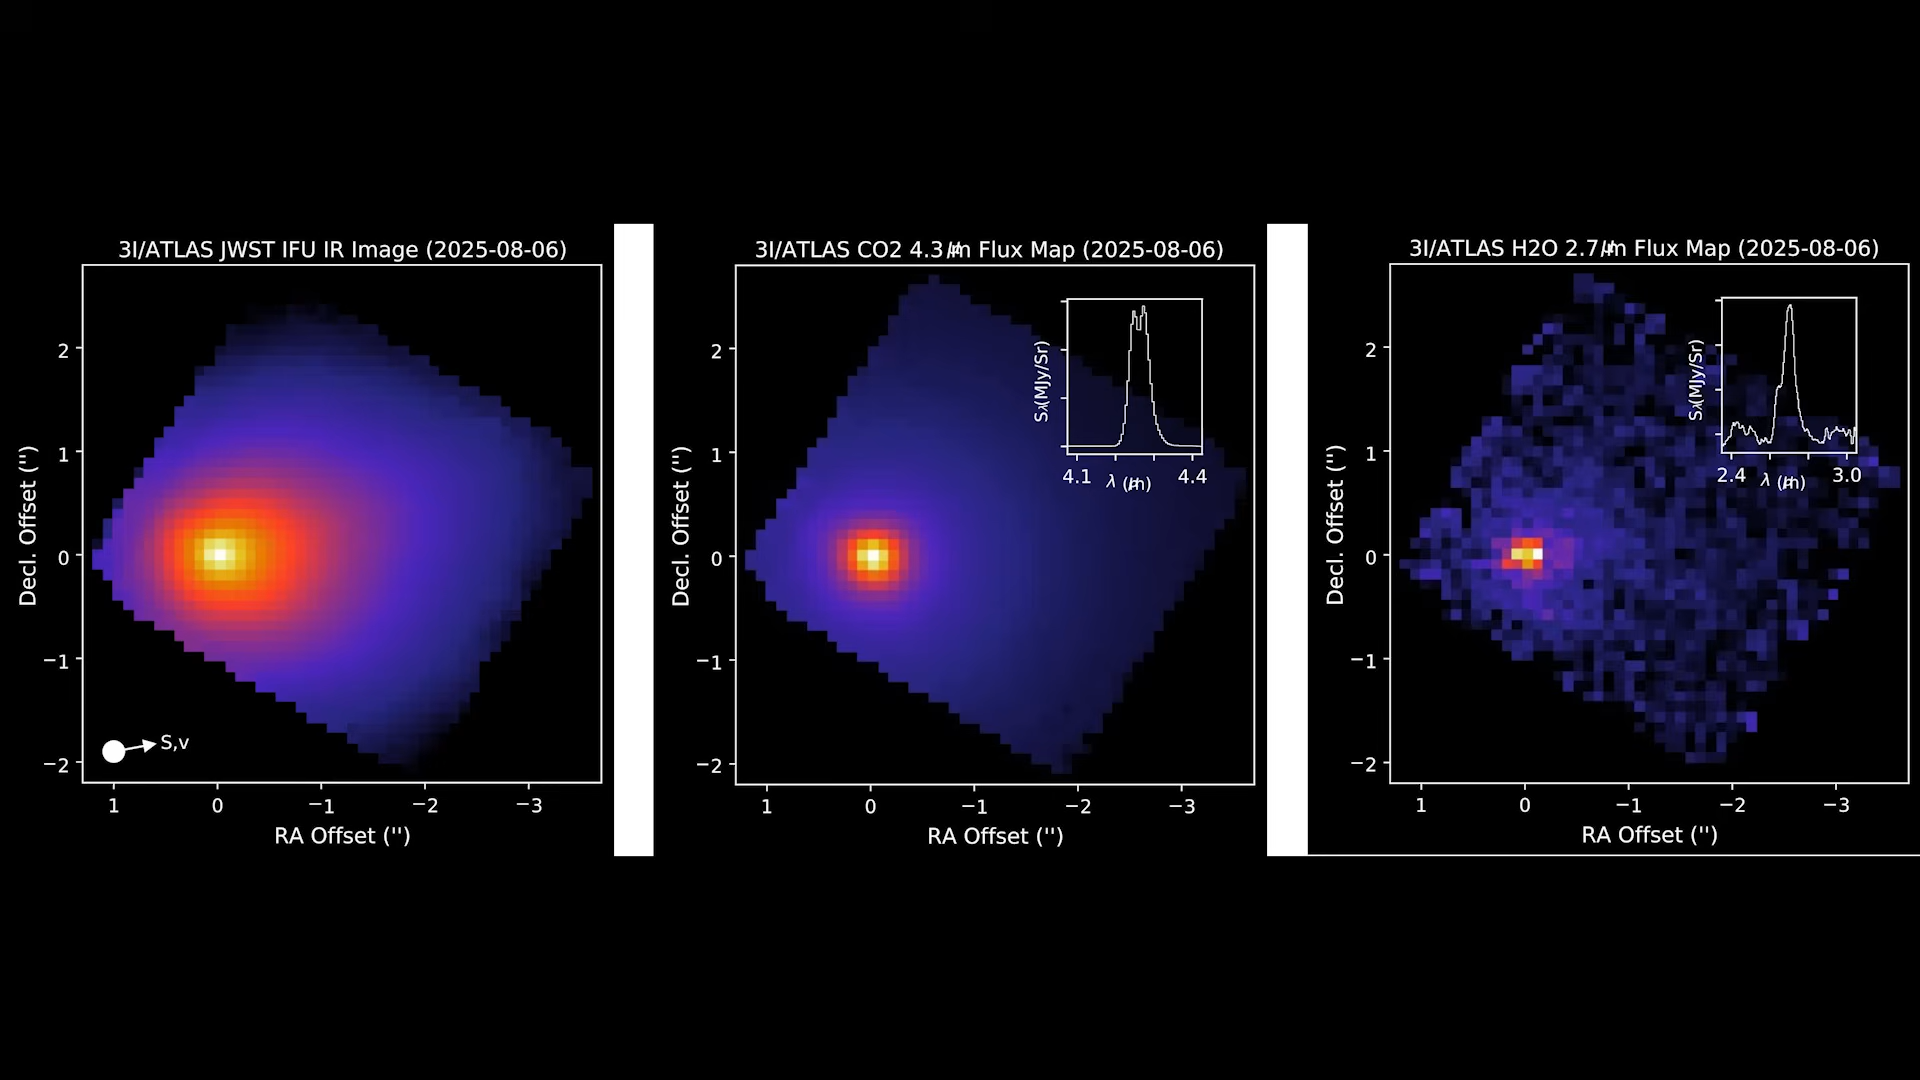 3I/ATLAS JWST IFU IR Image (2025-08-06)
Decl. Offset ('')
2
1
0
−1
−2
S,v
1 0 −1 −2 −3
RA Offset ('')
3I/ATLAS CO2 4.3μm Flux Map (2025-08-06)
Decl. Offset ('')
2
1
0
−1
−2
Sλ(MJy/Sr)
4.1 λ (μm) 4.4
1 0 −1 −2 −3
RA Offset ('')
3I/ATLAS H2O 2.7μm Flux Map (2025-08-06)
Decl. Offset ('')
2
1
0
−1
−2
Sλ(MJy/Sr)
2.4 λ (μm) 3.0
1 0 −1 −2 −3
RA Offset ('')